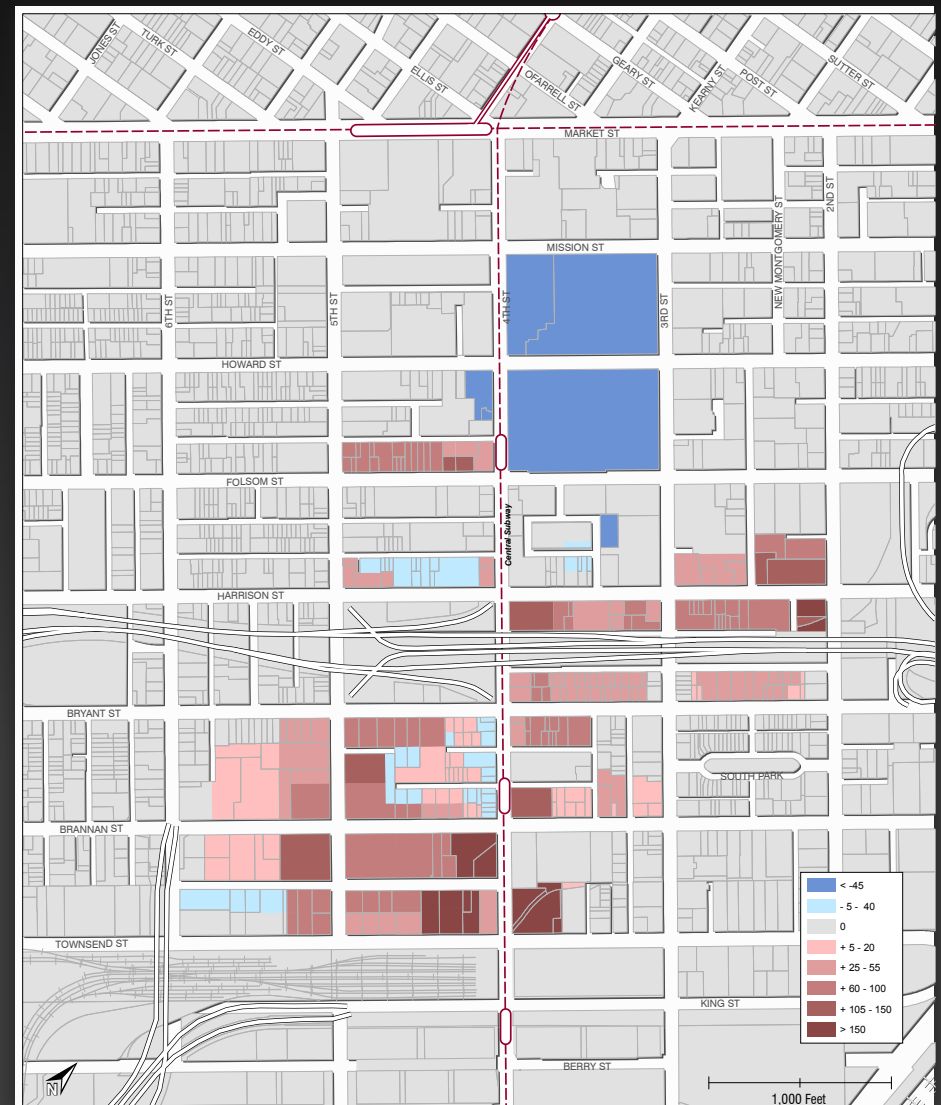 JONES ST
TURK ST
EDDY ST
ELLIS ST
OFARRELL ST
GEARY ST
KEARNY ST
POST ST
SUTTER ST
MARKET ST
2ND ST
NEW MONTGOMERY ST
MISSION ST
6TH ST
5TH ST
4TH ST
3RD ST
HOWARD ST
FOLSOM ST
Central Subway
HARRISON ST
BRYANT ST
SOUTH PARK
BRANNAN ST
TOWNSEND ST
KING ST
BERRY ST
< -45
- 5 - 40
0
+ 5 - 20
+ 25 - 55
+ 60 - 100
+ 105 - 150
> 150
N
1,000 Feet